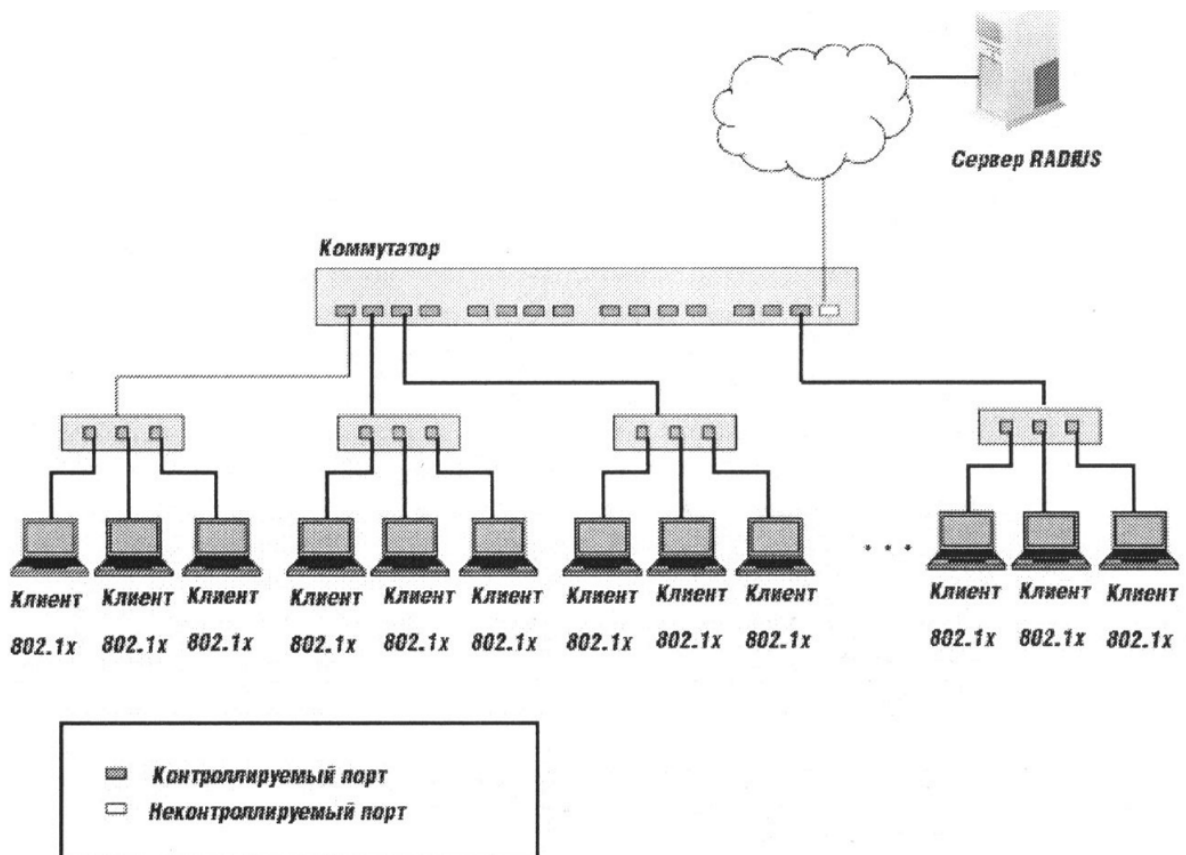 Сервер RADIUS
Коммутатор
Клиент Клиент Клиент Клиент Клиент Клиент Клиент Клиент Клиент Клиент Клиент Клиент
802.1x 802.1x 802.1x 802.1x 802.1x 802.1x 802.1x 802.1x 802.1x 802.1x 802.1x 802.1x
. . .
Контроллируемый порт
Неконтроллируемый порт